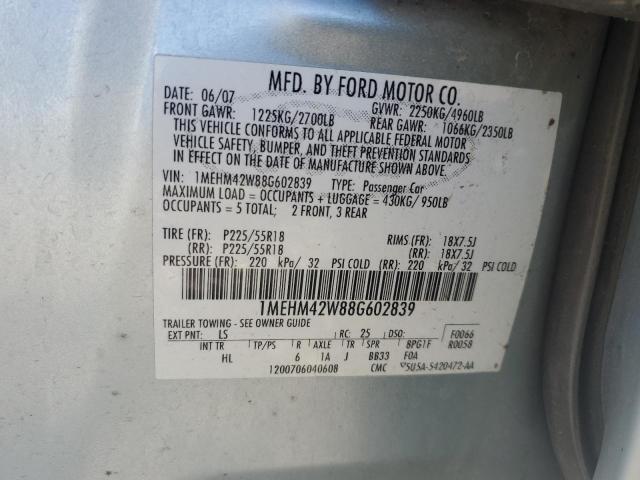 MFD. BY FORD MOTOR CO.
DATE: 06/07 GVWR: 2250KG/4960LB
FRONT GAWR: 1225KG/2700LB REAR GAWR: 1066KG/2350LB
THIS VEHICLE CONFORMS TO ALL APPLICABLE FEDERAL MOTOR
VEHICLE SAFETY, BUMPER, AND THEFT PREVENTION STANDARDS
IN EFFECT ON THE DATE OF MANUFACTURE SHOWN ABOVE.
VIN: 1MEHM42W88G602839 TYPE: Passenger Car
MAXIMUM LOAD = OCCUPANTS + LUGGAGE = 430KG/ 950LB
OCCUPANTS = 5 TOTAL; 2 FRONT, 3 REAR
TIRE (FR): P225/55R18 RIMS (FR): 18X7.5J
(RR): P225/55R18 (RR): 18X7.5J
PRESSURE (FR): 220 kPa/ 32 PSI COLD (RR): 220 kPa/ 32 PSI COLD
1MEHM42W88G602839
TRAILER TOWING - SEE OWNER GUIDE
EXT PNT: LS RC: 25 DSO: F0066
INT TR TP/PS R AXLE TR SPR BPG1F R0058
HL 6 1A J BB33 F0A
1200706040608 CMC 5U5A-5420472-AA